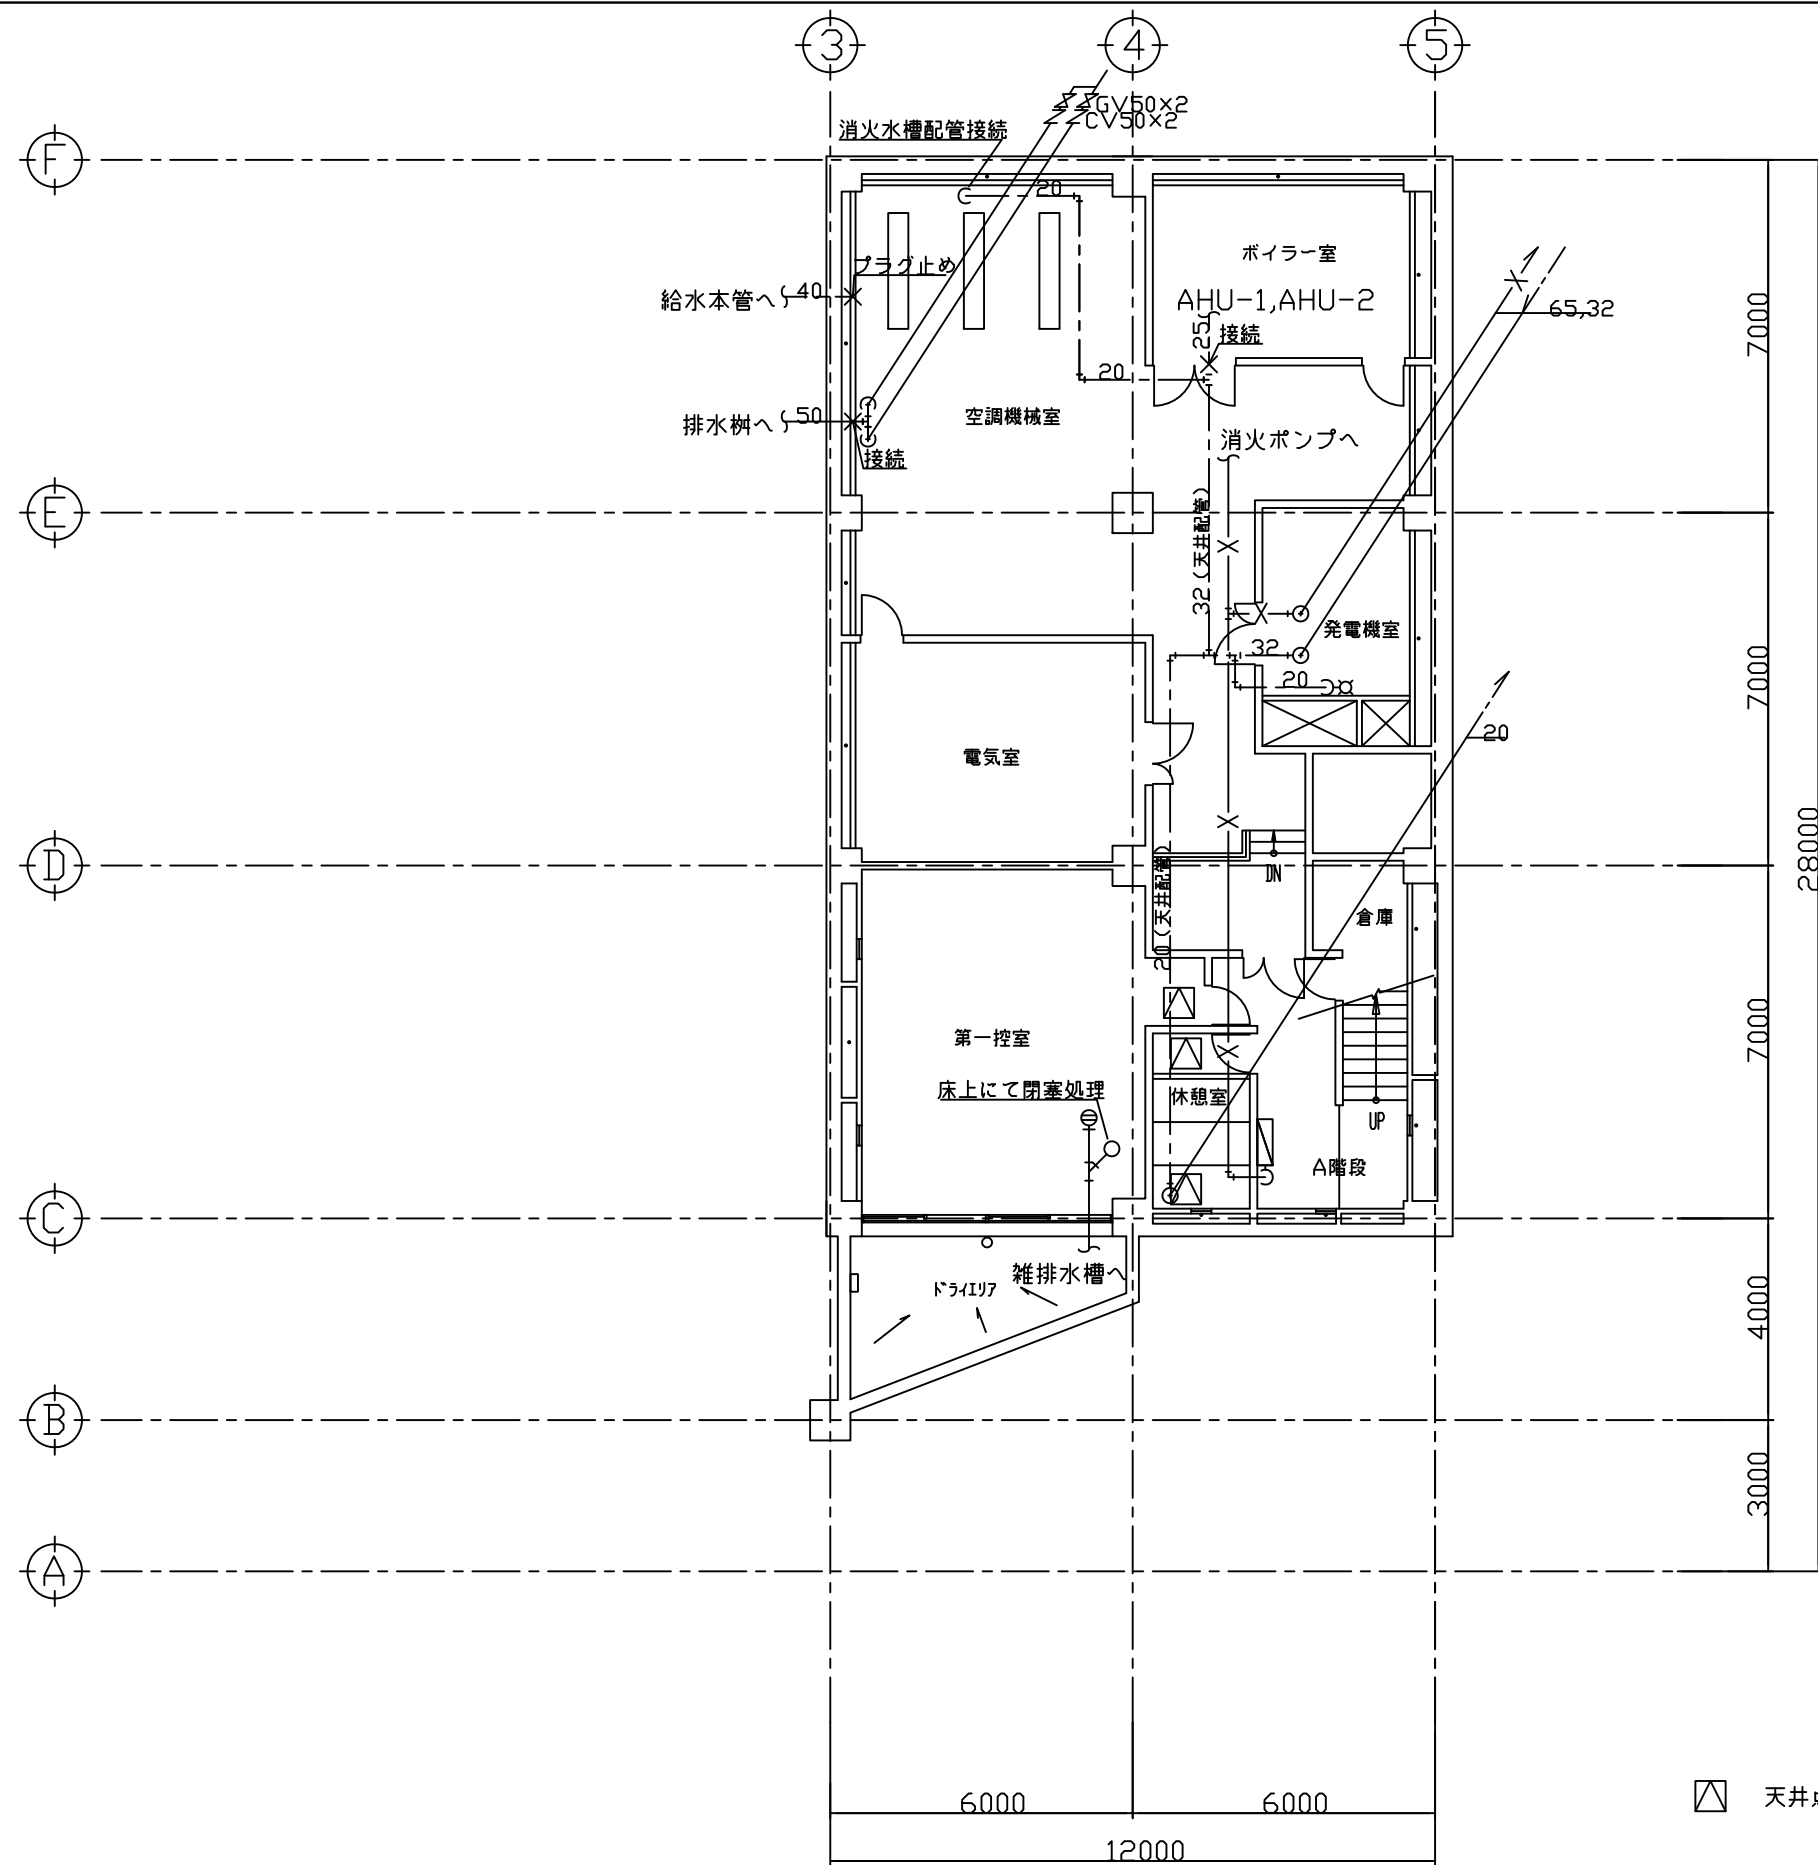 3
4
5
F
GV50×2
CV50×2
消火水槽配管接続
20
ボイラー室
プラグ止め
給水本管へ
40
AHU-1,AHU-2
65,32
7000
25
接続
20
空調機械室
排水桝へ
50
接続
消火ポンプへ
E
32(天井配管)
発電機室
32
20
7000
電気室
20
28000
D
DN
20(天井配管)
倉庫
7000
第一控室
床上にて閉塞処理
休憩室
UP
A階段
C
雑排水槽へ
ドライエリア
4000
B
3000
A
6000
6000
12000
天井